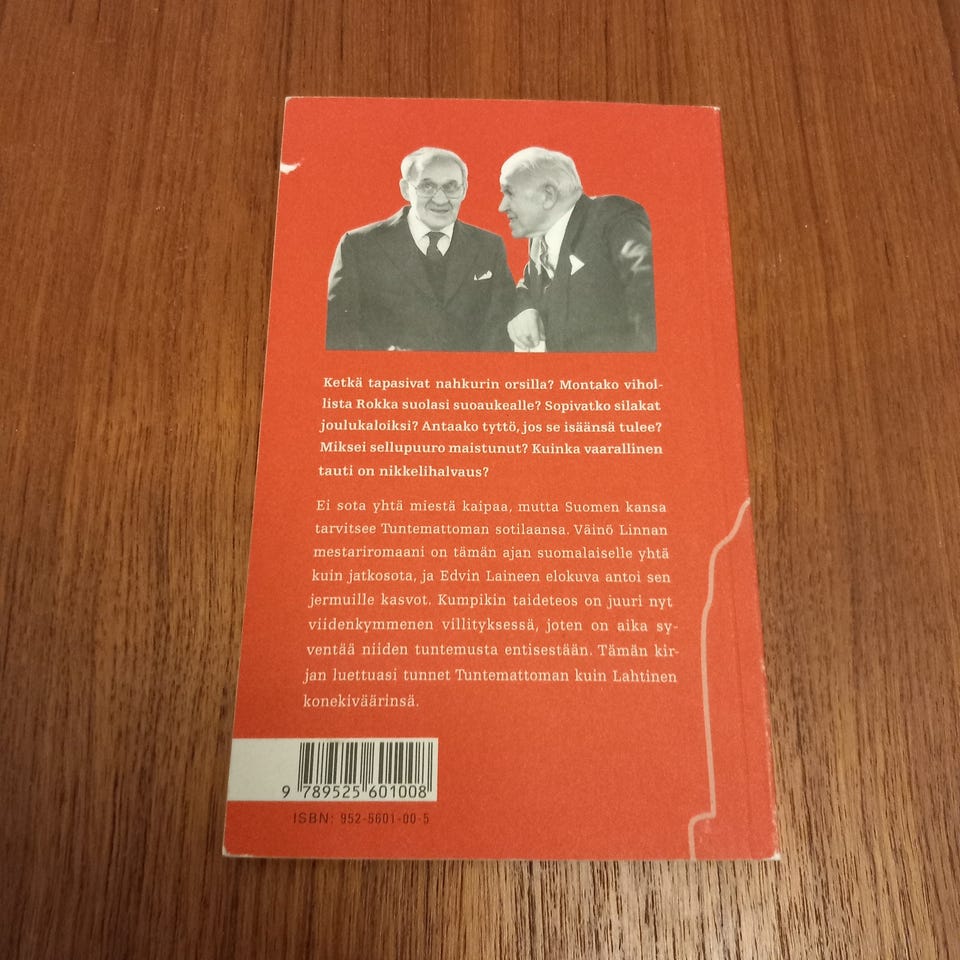 Ketkä tapasivat nahkurin orsilla? Montako vihol-
lista Rokka suolasi suoaukealle? Sopivatko silakat
joulukaloiksi? Antaako tyttö, jos se isäänsä tulee?
Miksei sellupuuro maistunut? Kuinka vaarallinen
tauti on nikkelihalvaus?
Ei sota yhtä miestä kaipaa, mutta Suomen kansa
tarvitsee Tuntemattoman sotilaansa. Väinö Linnan
mestariromaani on tämän ajan suomalaiselle yhtä
kuin jatkosota, ja Edvin Laineen elokuva antoi sen
jermuille kasvot. Kumpikin taideteos on juuri nyt
viidenkymmenen villityksessä, joten on aika sy-
ventää niiden tuntemusta entisestään. Tämän kir-
jan luettuasi tunnet Tuntemattoman kuin Lahtinen
konekiväärinsä.
9 789525 601008
ISBN: 952-5601-00-5